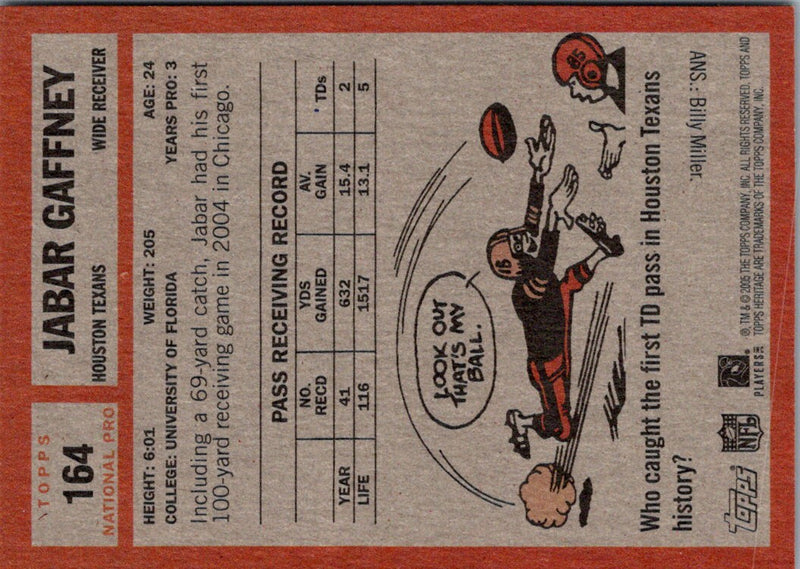 TOPPS
164
NATIONAL PRO
JABAR GAFFNEY
HOUSTON TEXANS WIDE RECEIVER
HEIGHT: 6:01 WEIGHT: 205 AGE: 24
COLLEGE: UNIVERSITY OF FLORIDA YEARS PRO: 3
Including a 69-yard catch, Jabar had his first
100-yard receiving game in 2004 in Chicago.
PASS RECEIVING RECORD
NO. YDS AV.
RECD GAINED GAIN TDs
YEAR 41 632 15.4 2
LIFE 116 1517 13.1 5
LOOK OUT
THAT'S MY
BALL.
85
Who caught the first TD pass in Houston Texans
history?
ANS.: Billy Miller.
Topps
NFL
PLAYERS INC
®, TM & © 2005 THE TOPPS COMPANY, INC. ALL RIGHTS RESERVED. TOPPS AND
TOPPS HERITAGE ARE TRADEMARKS OF THE TOPPS COMPANY, INC.